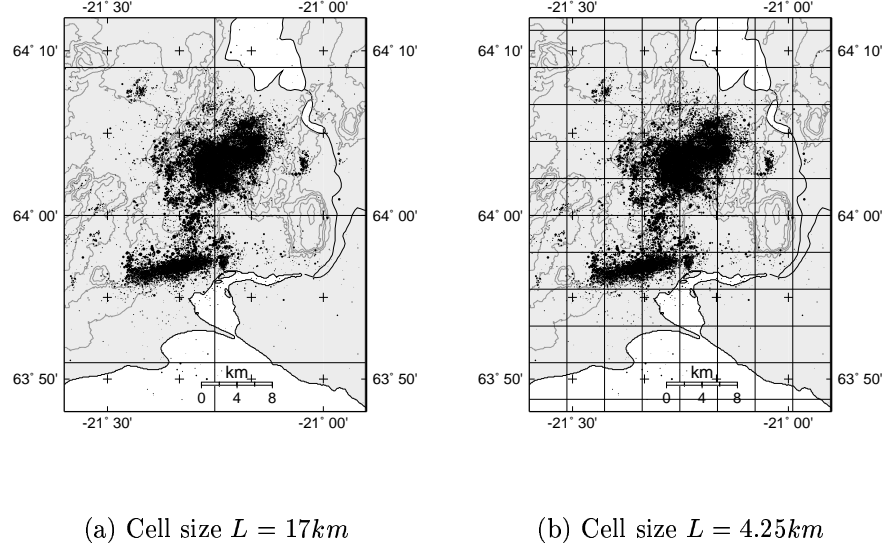 -21° 30' -21° 00' -21° 30' -21° 00'
64° 10' 64° 10' 64° 10' 64° 10'
64° 00' 64° 00' 64° 00' 64° 00'
63° 50' 63° 50' 63° 50' 63° 50'
km km
0 4 8 0 4 8
-21° 30' -21° 00' -21° 30' -21° 00'
(a) Cell size L = 17km (b) Cell size L = 4.25km